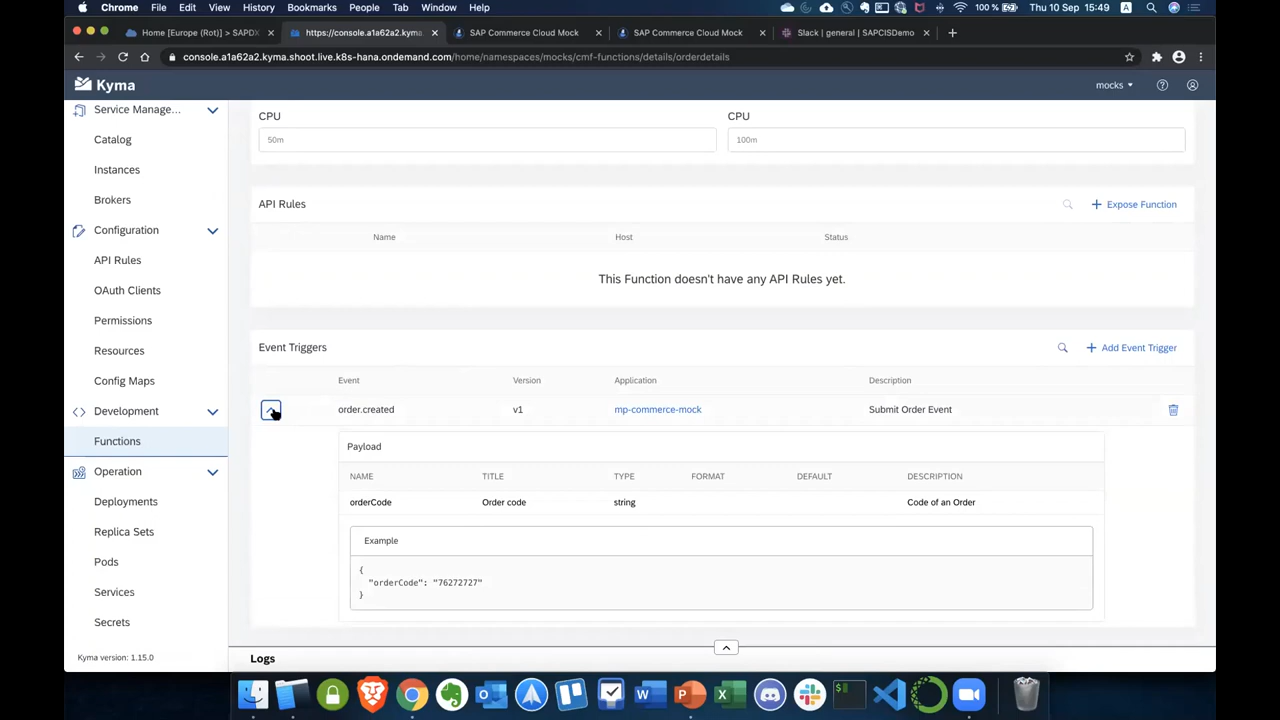 Chrome File Edit View History Bookmarks People Tab Window Help 100 % Thu 10 Sep 15:49 A
Home [Europe (Rot)] > SAPDX
https://console.a1a62a2.kyma.
SAP Commerce Cloud Mock
SAP Commerce Cloud Mock
Slack | general | SAPCISDemo
console.a1a62a2.kyma.shoot.live.k8s-hana.ondemand.com/home/namespaces/mocks/cmf-functions/details/orderdetails
Kyma
mocks
Service Manage...
Catalog
Instances
Brokers
Configuration
API Rules
OAuth Clients
Permissions
Resources
Config Maps
Development
Functions
Operation
Deployments
Replica Sets
Pods
Services
Secrets
Kyma version: 1.15.0
CPU CPU
50m 100m
API Rules
Expose Function
Name Host Status
This Function doesn't have any API Rules yet.
Event Triggers
Add Event Trigger
Event Version Application Description
order.created v1 mp-commerce-mock Submit Order Event
Payload
NAME TITLE TYPE FORMAT DEFAULT DESCRIPTION
orderCode Order code string Code of an Order
Example
{
"orderCode": "76272727"
}
Logs